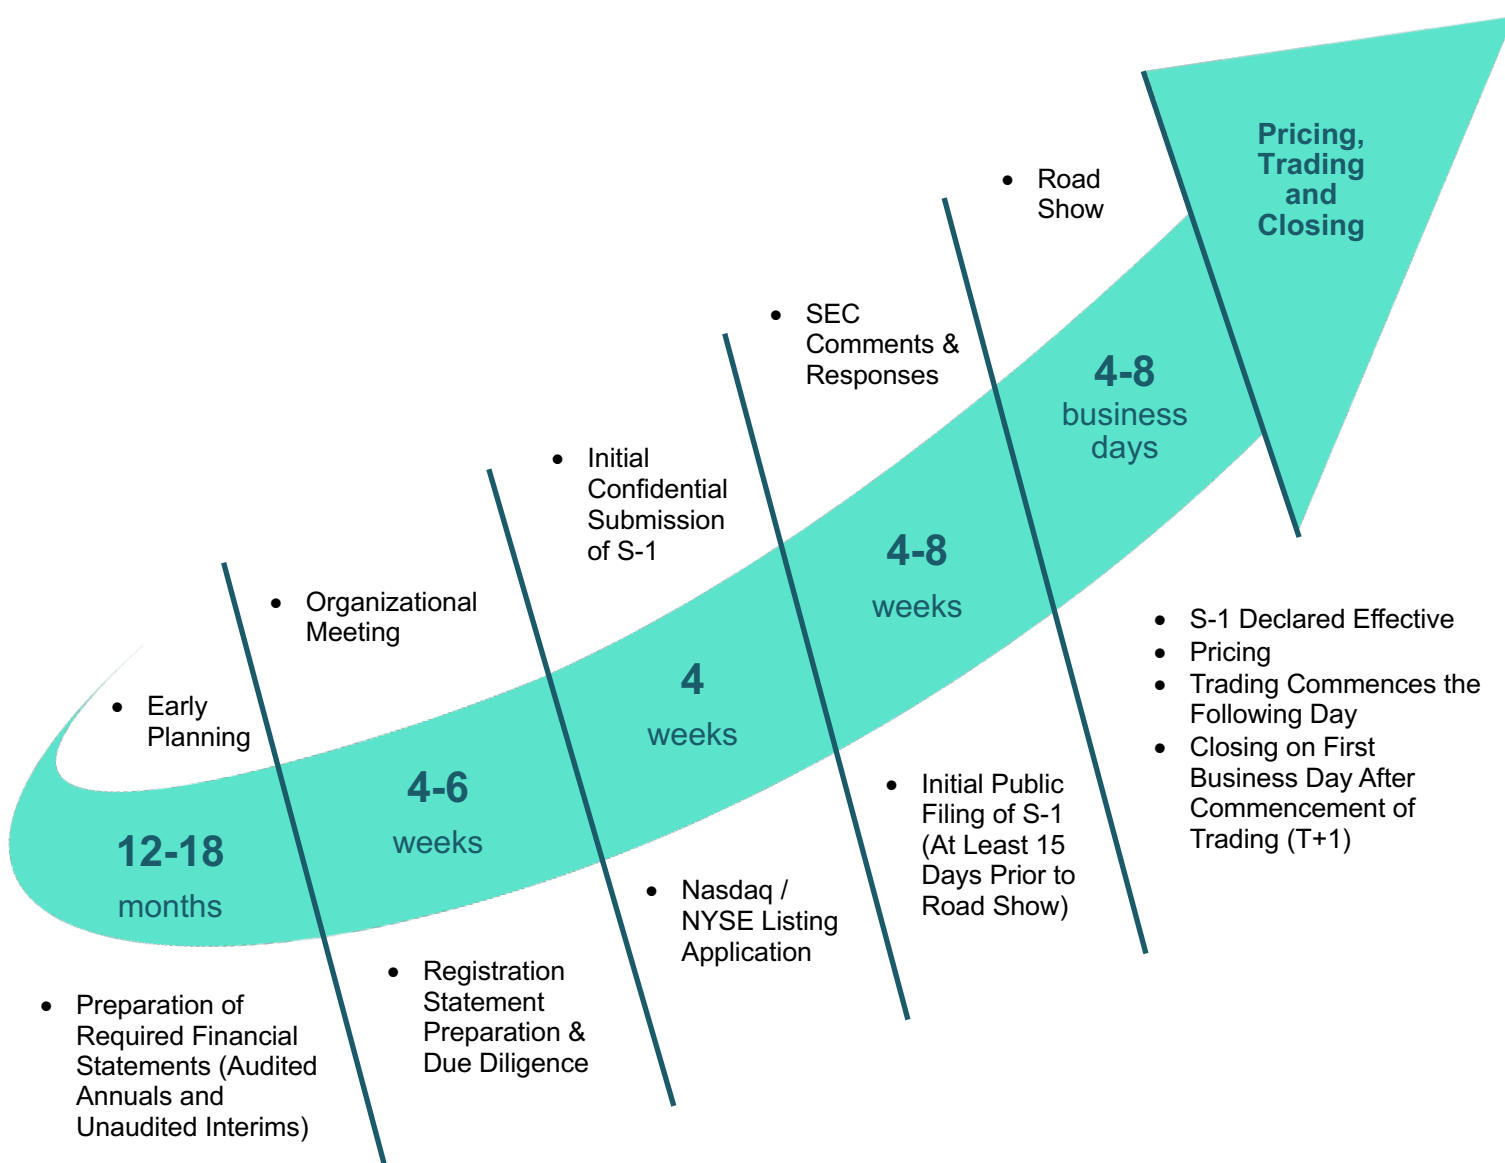 • Early
Planning
12-18
months
• Preparation of
Required Financial
Statements (Audited
Annuals and
Unaudited Interims)
• Organizational
Meeting
4-6
weeks
• Registration
Statement
Preparation &
Due Diligence
• Initial
Confidential
Submission
of S-1
4
weeks
• Nasdaq /
NYSE Listing
Application
• SEC
Comments &
Responses
4-8
weeks
• Initial Public
Filing of S-1
(At Least 15
Days Prior to
Road Show)
• Road
Show
4-8
business
days
Pricing,
Trading
and
Closing
• S-1 Declared Effective
• Pricing
• Trading Commences the
Following Day
• Closing on First
Business Day After
Commencement of
Trading (T+1)